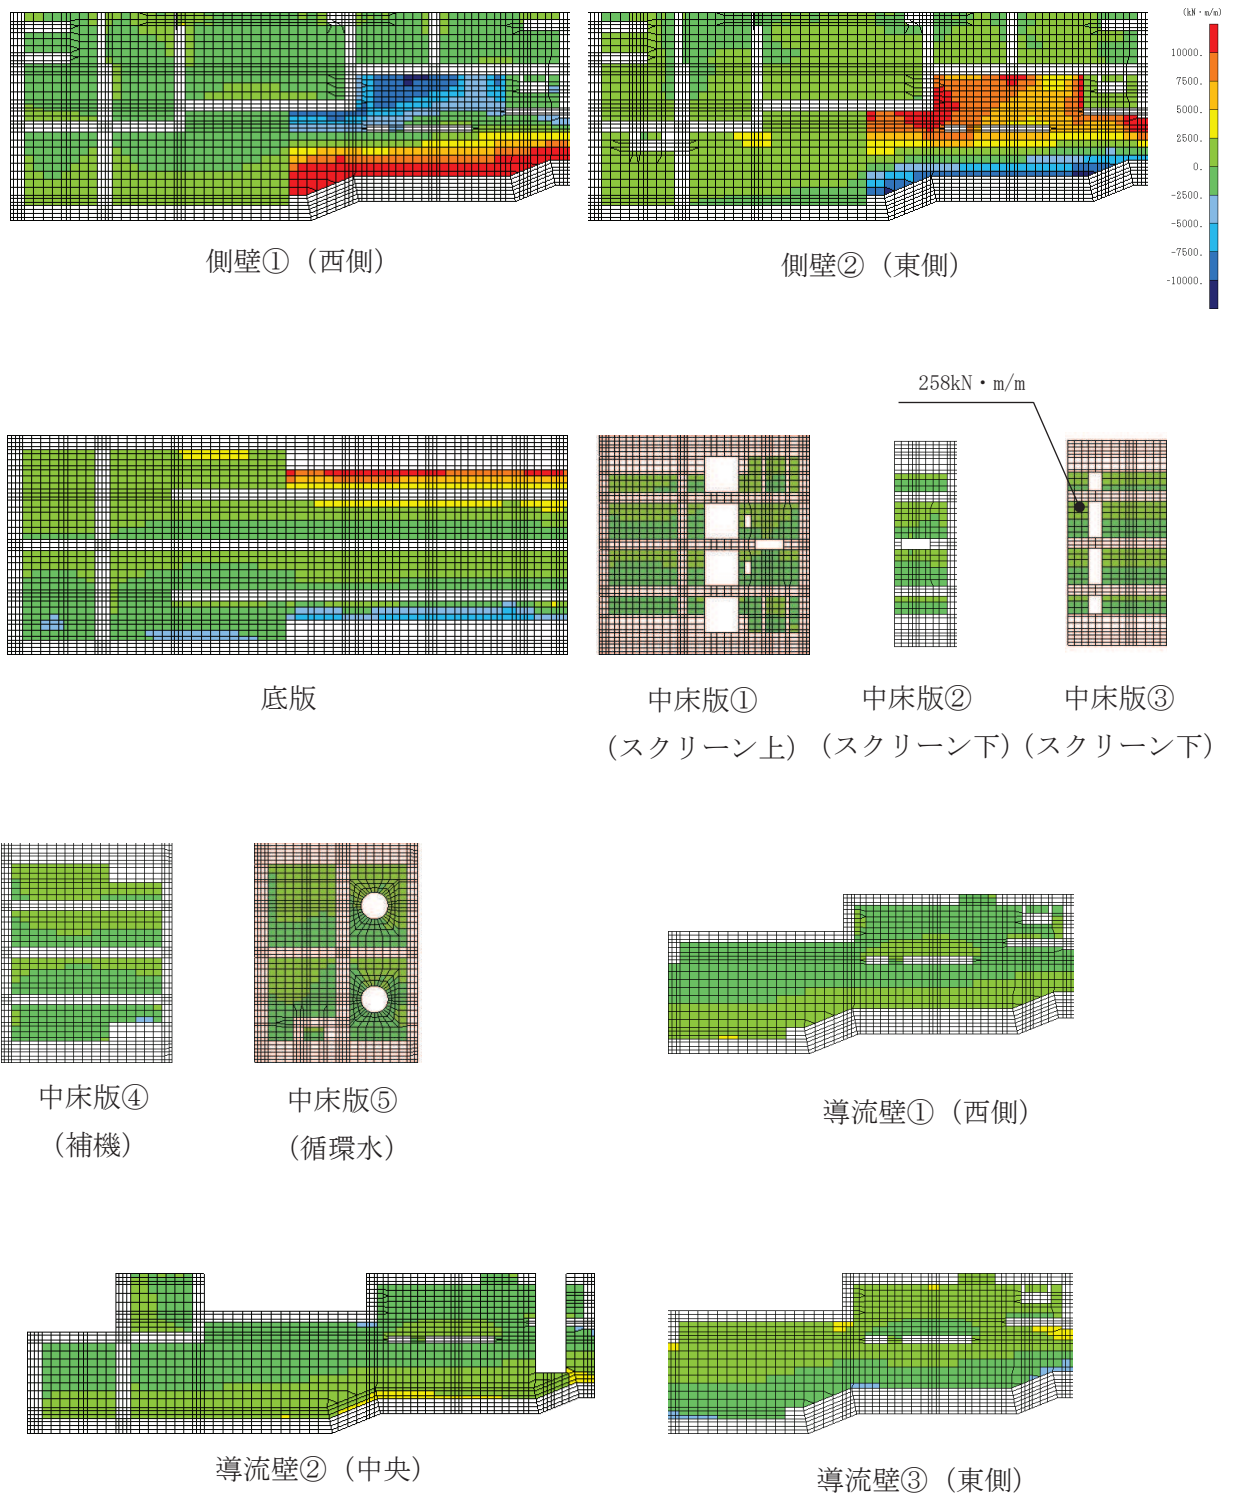 (kN・m/m)
10000.
7500.
5000.
2500.
0.
-2500.
-5000.
-7500.
-10000.
側壁①（西側）
側壁②（東側）
258kN・m/m
底版
中床版①
（スクリーン上）
中床版②
（スクリーン下）
中床版③
（スクリーン下）
中床版④
（補機）
中床版⑤
（循環水）
導流壁①（西側）
導流壁②（中央）
導流壁③（東側）